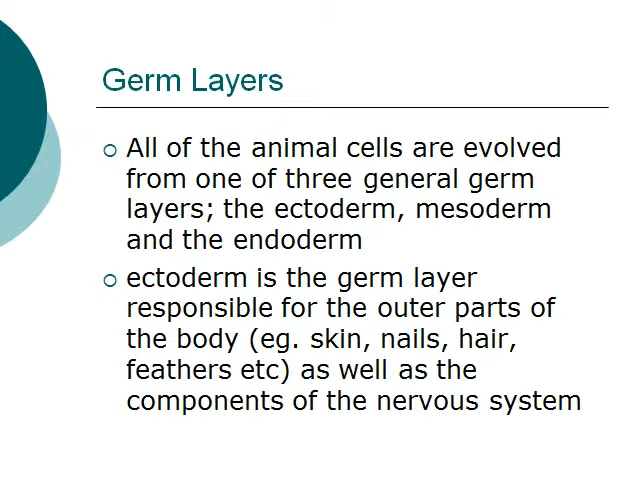 Germ Layers
All of the animal cells are evolved
from one of three general germ
layers; the ectoderm, mesoderm
and the endoderm
ectoderm is the germ layer
responsible for the outer parts of
the body (eg. skin, nails, hair,
feathers etc) as well as the
components of the nervous system